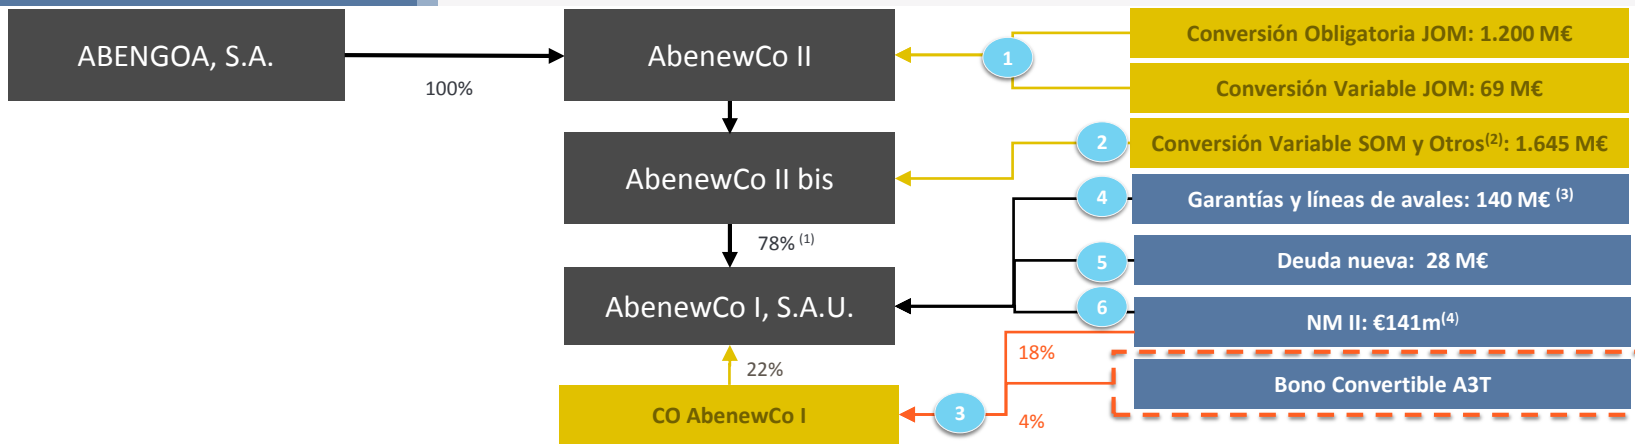 ABENGOA, S.A.
100%
AbenewCo II
1
Conversión Obligatoria JOM: 1.200 M€
Conversión Variable JOM: 69 M€
AbenewCo II bis
2
Conversión Variable SOM y Otros(2): 1.645 M€
78% (1)
4
Garantías y líneas de avales: 140 M€ (3)
5
Deuda nueva: 28 M€
AbenewCo I, S.A.U.
6
NM II: €141m(4)
22%
18%
Bono Convertible A3T
CO AbenewCo I
3
4%